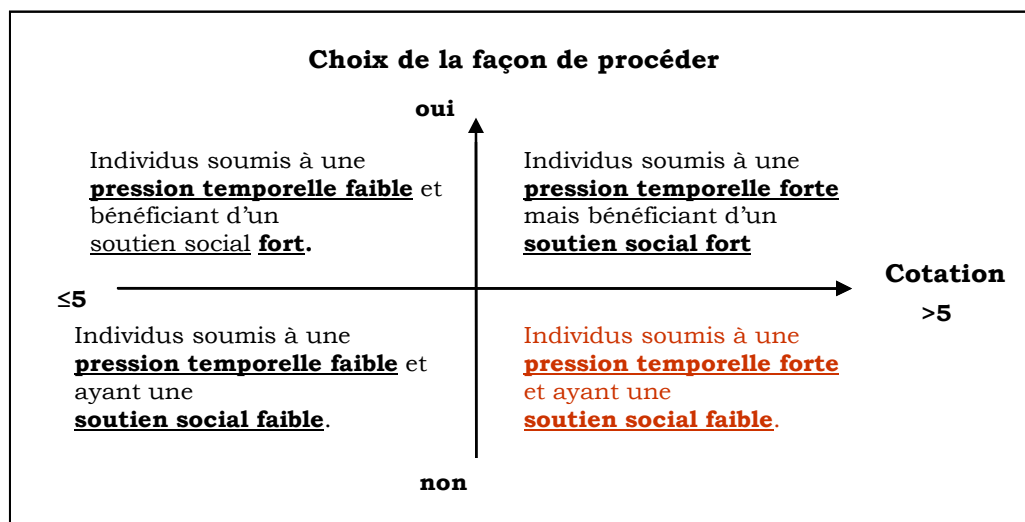 Choix de la façon de procéder
oui
Individus soumis à une
pression temporelle faible et
bénéficiant d'un
soutien social fort.
Individus soumis à une
pression temporelle forte
mais bénéficiant d'un
soutien social fort
≤5
Cotation
>5
Individus soumis à une
pression temporelle faible et
ayant une
soutien social faible.
Individus soumis à une
pression temporelle forte
et ayant une
soutien social faible.
non